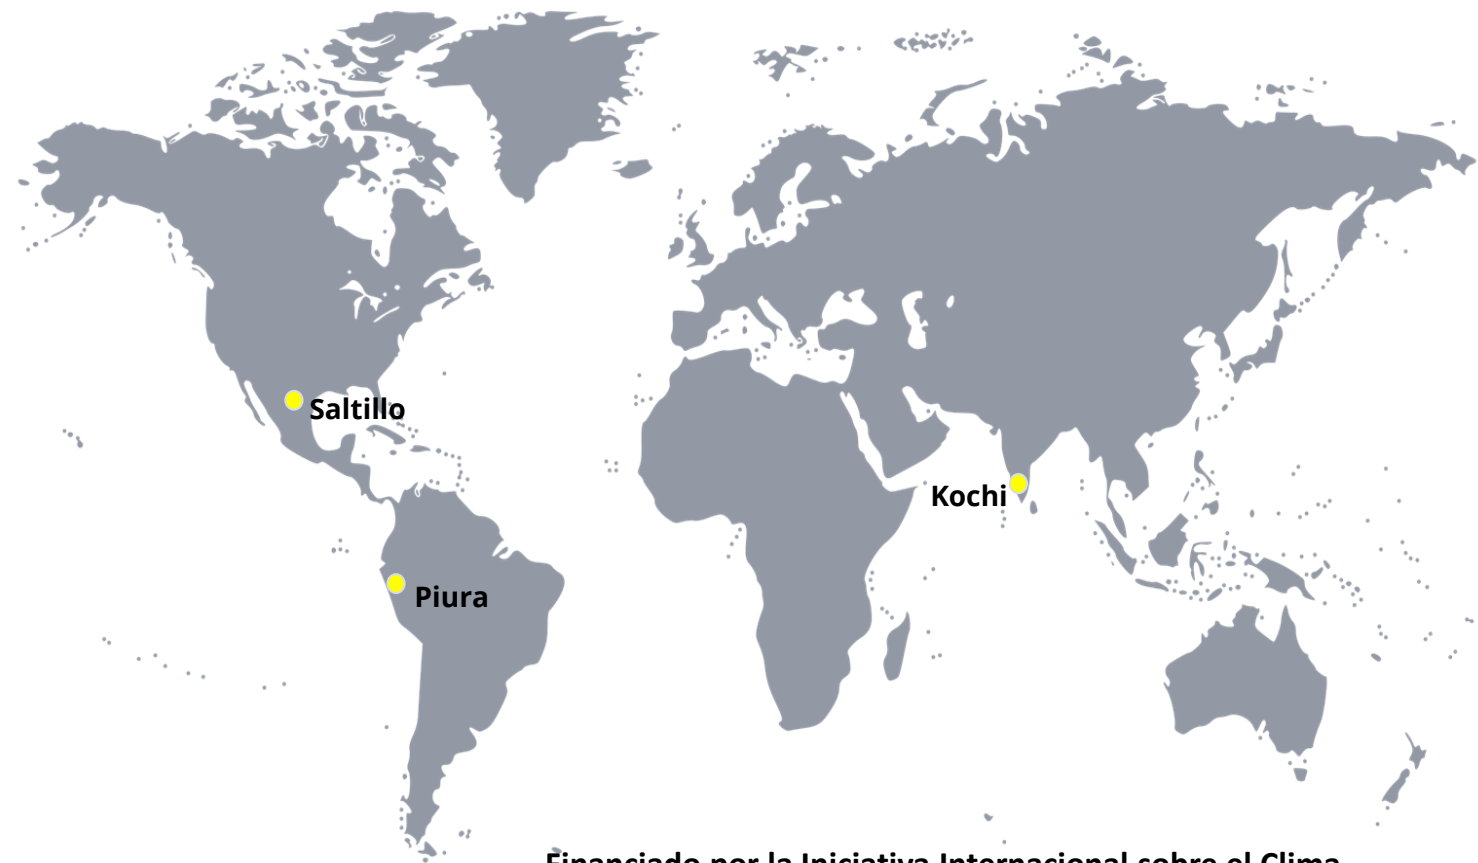 Saltillo
Kochi
Piura
Financiado por la Iniciativa Internacional sobre el Clima